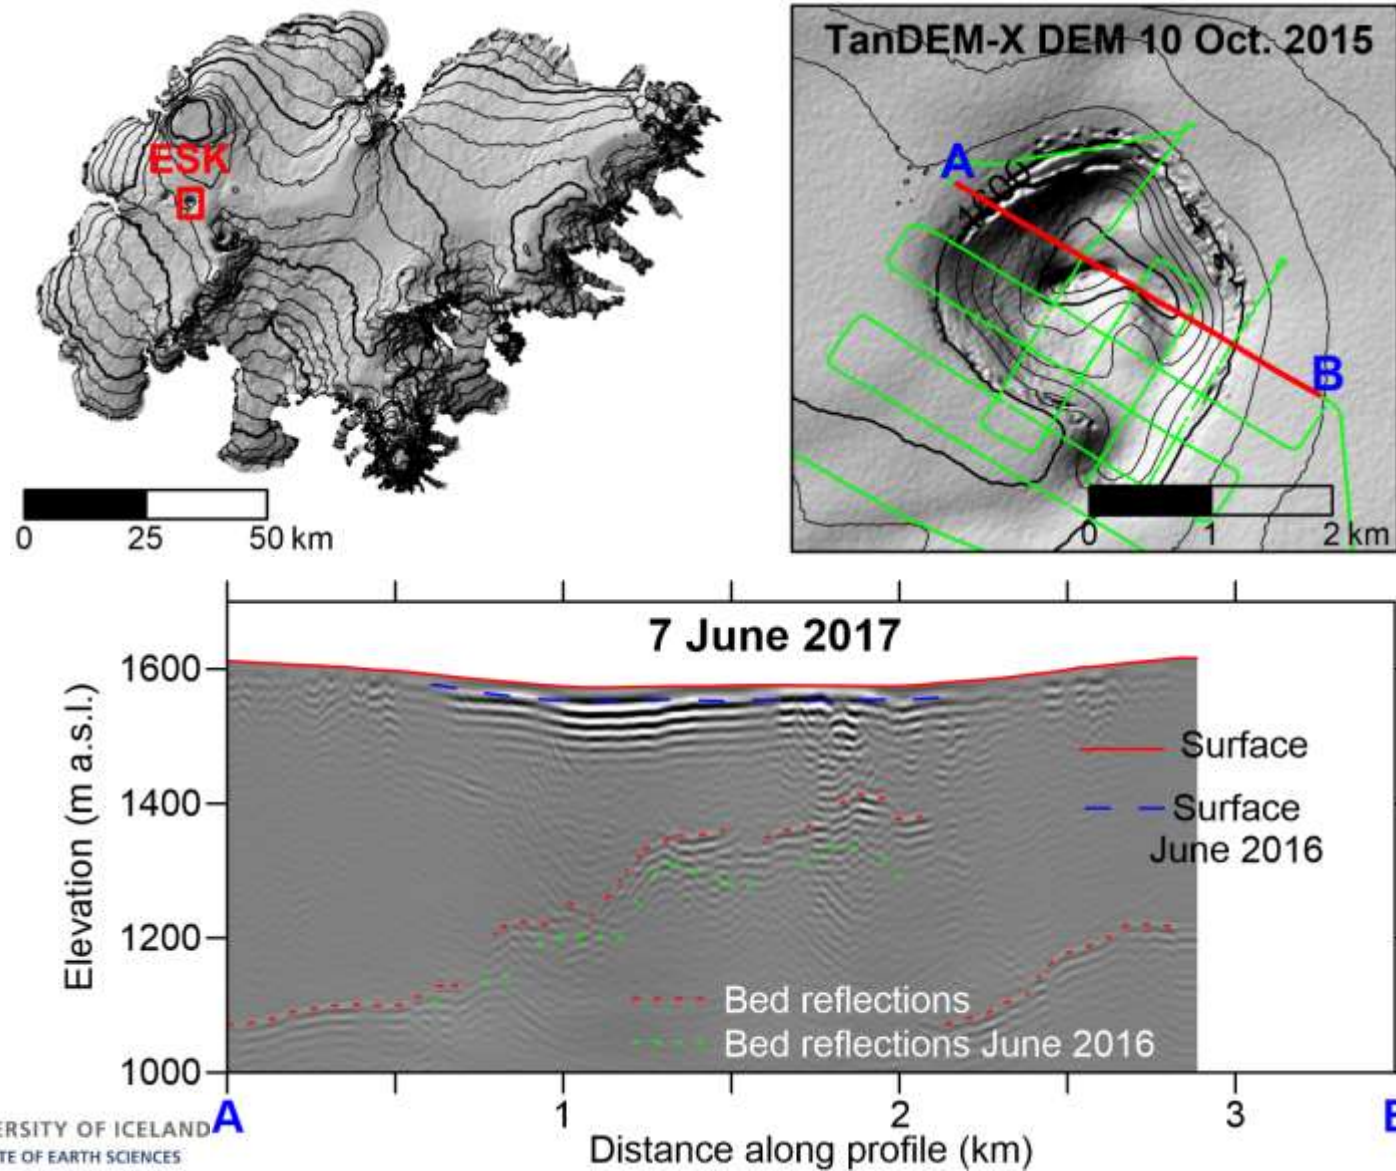 TanDEM-X DEM 10 Oct. 2015
ESK
A
B
0 25 50 km
0 1 2 km
7 June 2017
1600
1400
1200
1000
Elevation (m a.s.l.)
Surface
Surface
June 2016
Bed reflections
Bed reflections June 2016
A 1 2 3
Distance along profile (km)
ERSITY OF ICELAND
TE OF EARTH SCIENCES